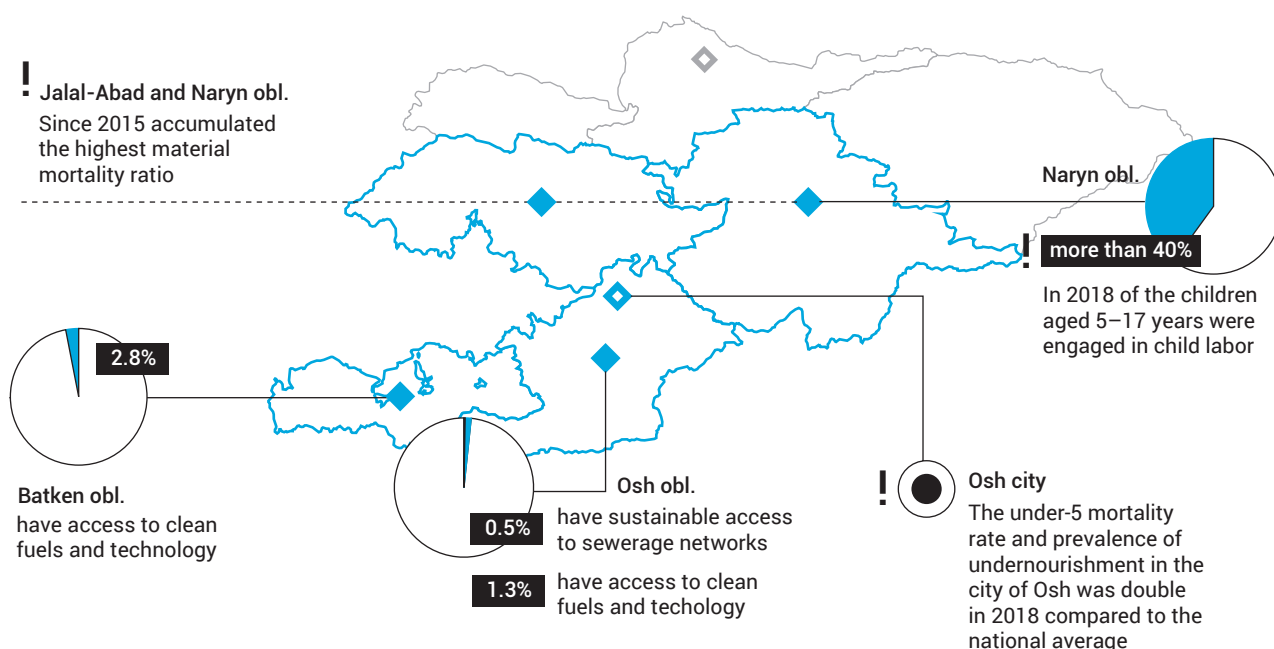 !
Jalal-Abad and Naryn obl.
Since 2015 accumulated
the highest material
mortality ratio
Naryn obl.
!
more than 40%
In 2018 of the children
aged 5–17 years were
engaged in child labor
2.8%
Batken obl.
have access to clean
fuels and technology
Osh obl.
0.5%
have sustainable access
to sewerage networks
1.3%
have access to clean
fuels and techology
!
Osh city
The under-5 mortality
rate and prevalence of
undernourishment in the
city of Osh was double
in 2018 compared to the
national average